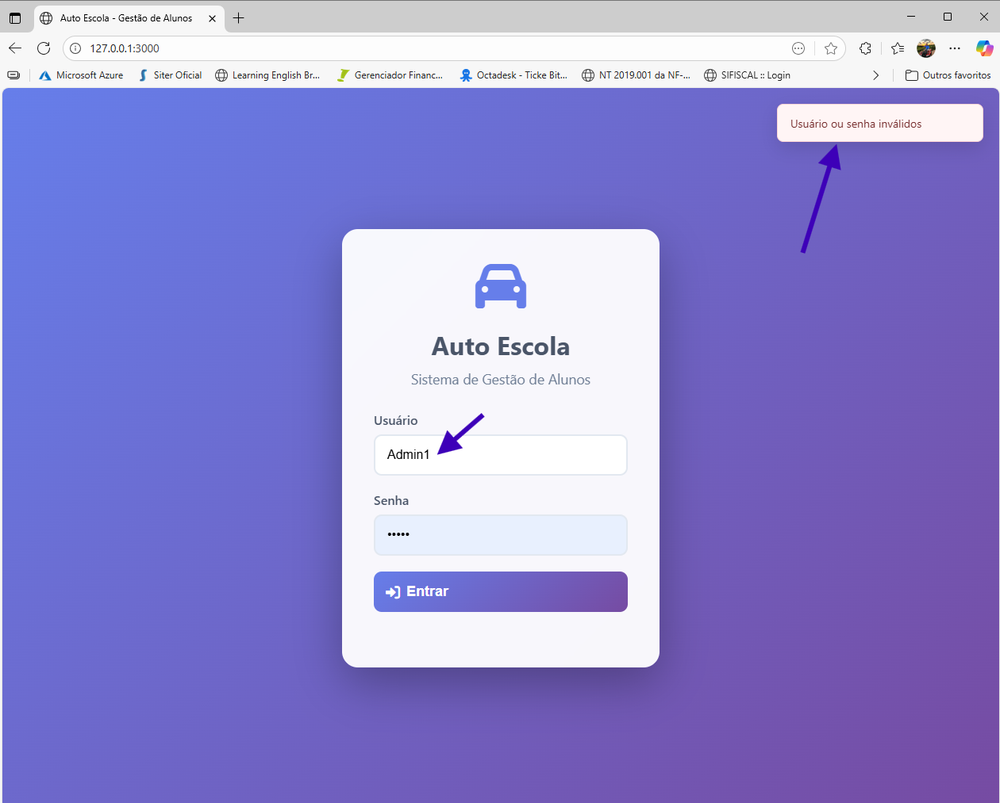 Auto Escola - Gestão de Alunos
127.0.0.1:3000
Microsoft Azure
Siter Oficial
Learning English Br...
Gerenciador Financ...
Octadesk - Ticke Bit...
NT 2019.001 da NF-...
SIFISCAL :: Login
Outros favoritos
Usuário ou senha inválidos
Auto Escola
Sistema de Gestão de Alunos
Usuário
Admin1
Senha
•••••
Entrar